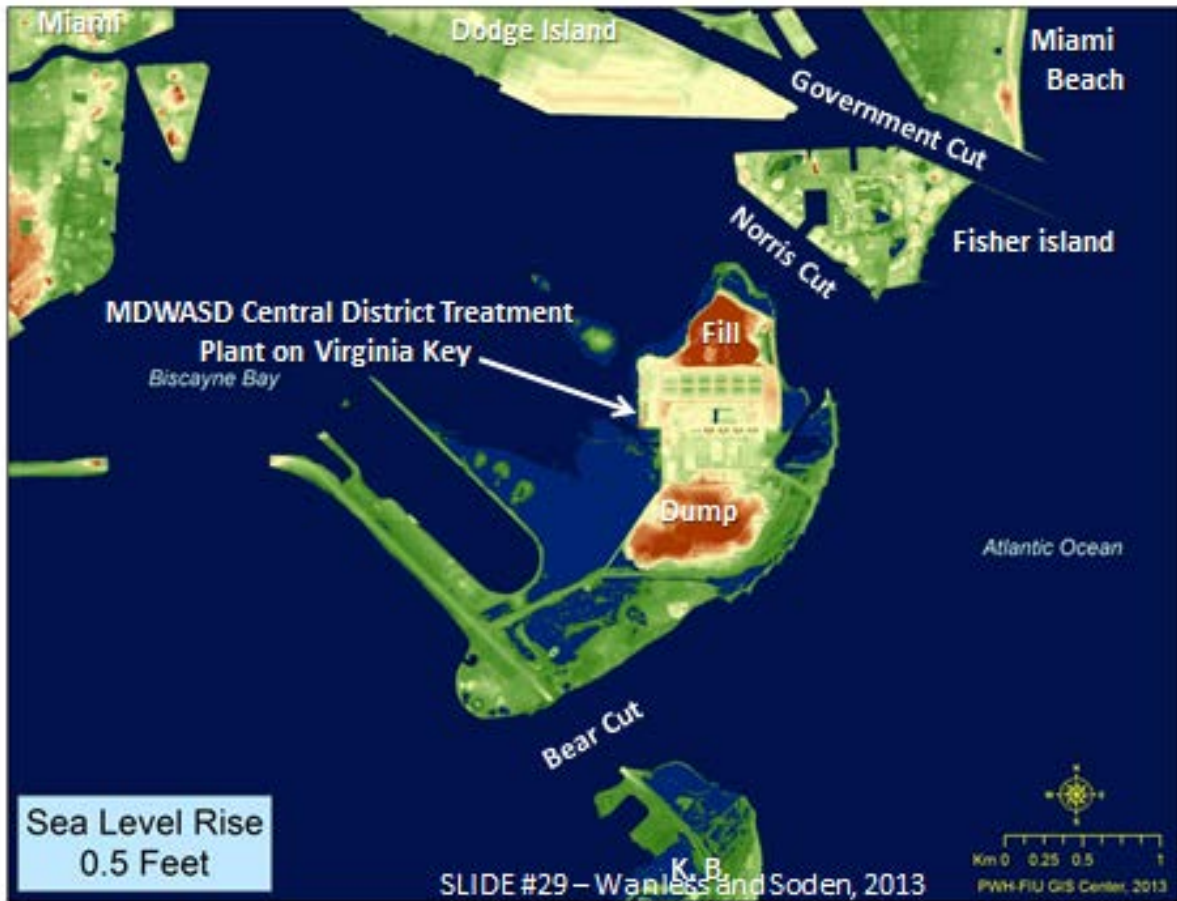 Miami
Dodge Island
Miami
Beach
Government Cut
Norris Cut
Fisher island
MDWASD Central District Treatment
Plant on Virginia Key
Fill
Biscayne Bay
Dump
Atlantic Ocean
Bear Cut
Sea Level Rise
0.5 Feet
K. B.
Km 0 0.25 0.5 1
SLIDE #29 – Wanless and Soden, 2013
PWH-FIU GIS Center, 2013